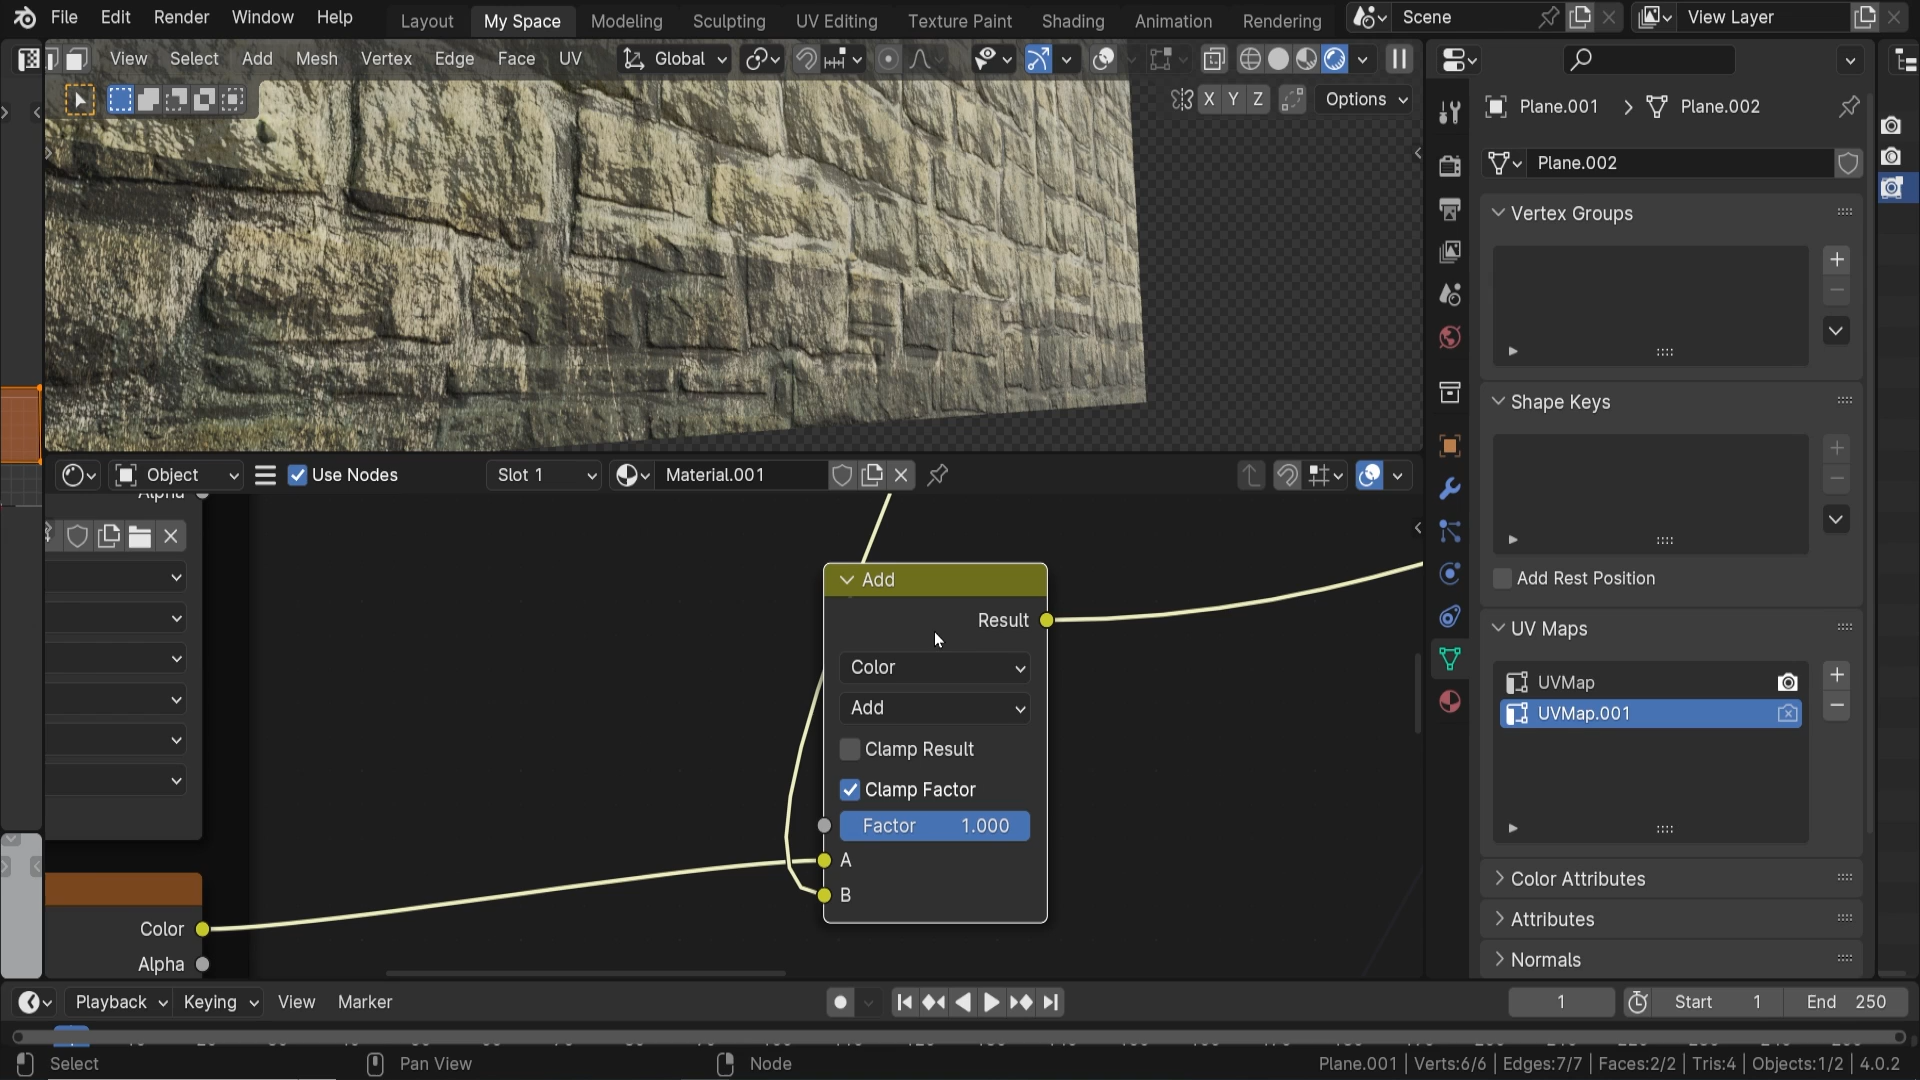 File Edit Render Window Help Layout My Space Modeling Sculpting UV Editing Texture Paint Shading Animation Rendering Scene View Layer
View Select Add Mesh Vertex Edge Face UV Global
X Y Z Options
Plane.001 Plane.002
Plane.002
Vertex Groups
Shape Keys
Add Rest Position
UV Maps
UVMap
UVMap.001
Color Attributes
Attributes
Normals
Object Use Nodes Slot 1 Material.001
Alpha
Add
Result
Color
Add
Clamp Result
Clamp Factor
Factor 1.000
A
B
Color
Alpha
Playback Keying View Marker 1 Start 1 End 250
Select Pan View Node Plane.001 | Verts:6/6 | Edges:7/7 | Faces:2/2 | Tris:4 | Objects:1/2 | 4.0.2